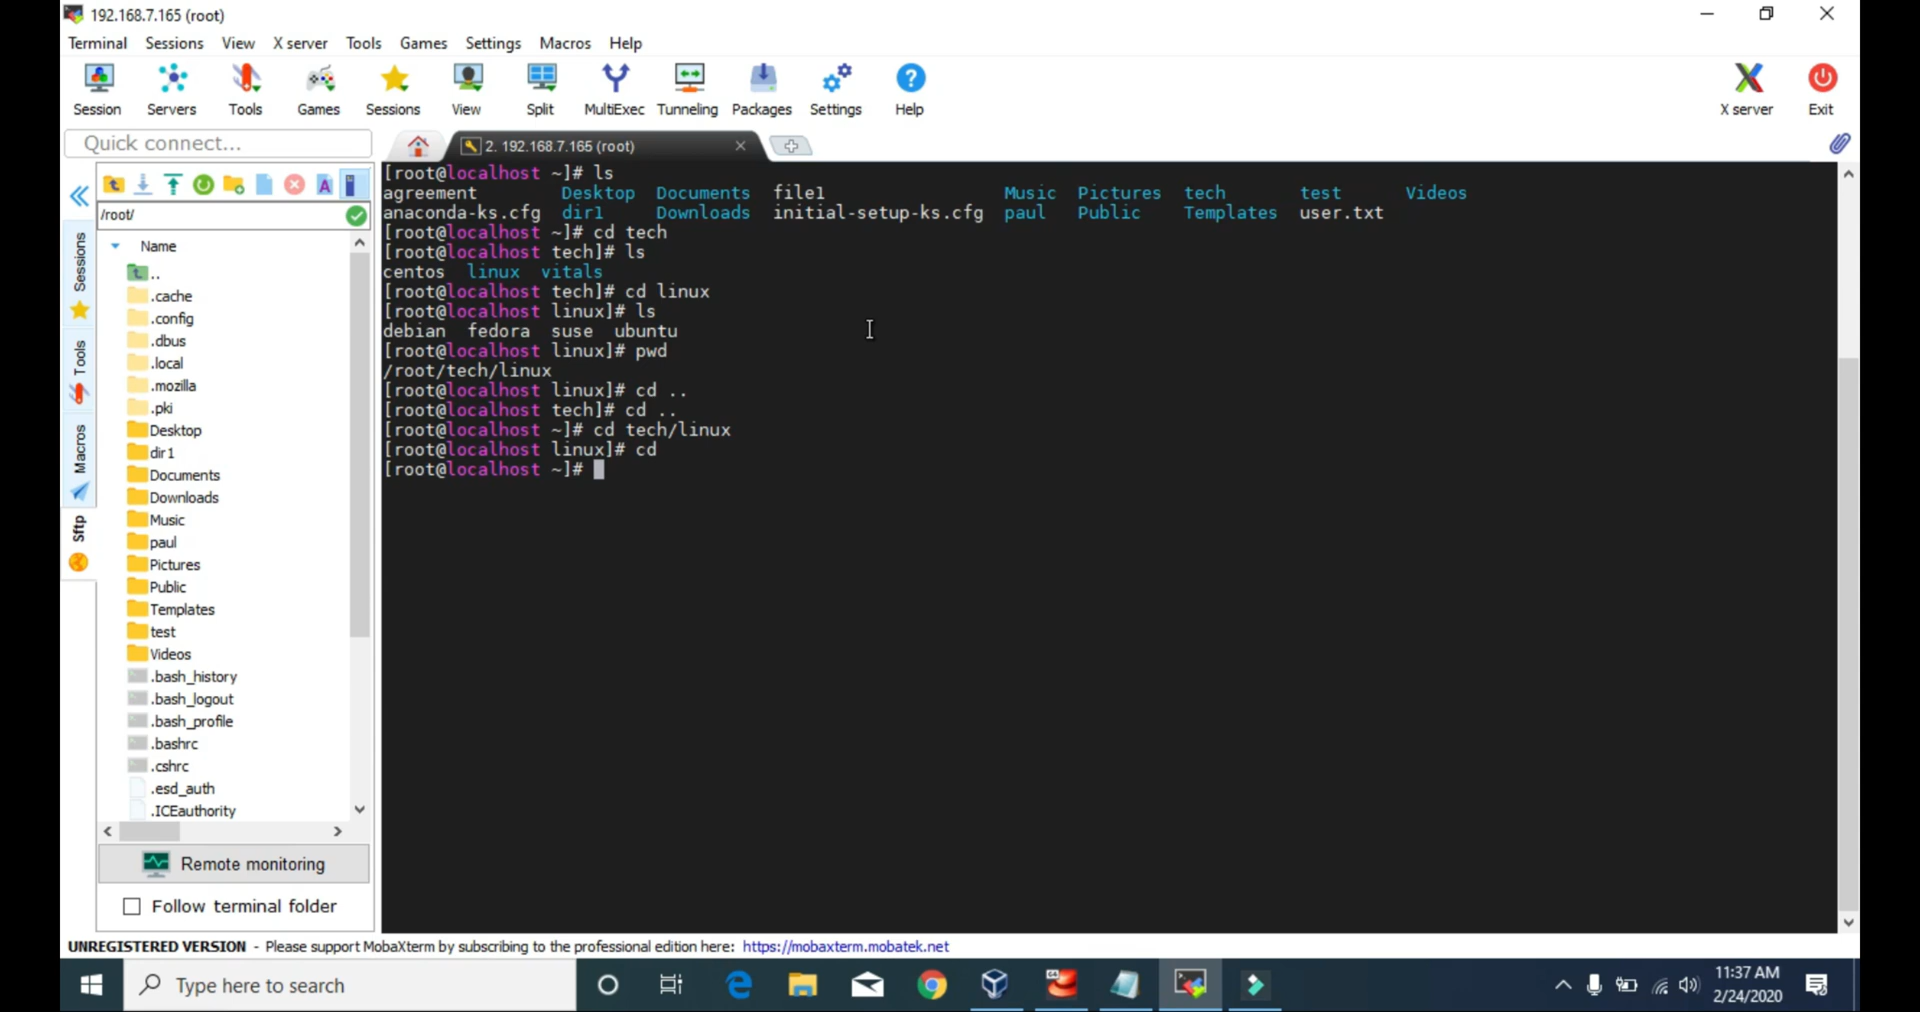 192.168.7.165 (root)
Terminal Sessions View X server Tools Games Settings Macros Help
Session Servers Tools Games Sessions View Split MultiExec Tunneling Packages Settings Help X server Exit
Quick connect...
2. 192.168.7.165 (root)
/root/
Name
..
.cache
.config
.dbus
.local
.mozilla
.pki
Desktop
dir1
Documents
Downloads
Music
paul
Pictures
Public
Templates
test
Videos
.bash_history
.bash_logout
.bash_profile
.bashrc
.cshrc
.esd_auth
.ICEauthority
Sessions
Tools
Macros
Sftp
Remote monitoring
Follow terminal folder
[root@localhost ~]# ls
agreement Desktop Documents file1 Music Pictures tech test Videos
anaconda-ks.cfg dir1 Downloads initial-setup-ks.cfg paul Public Templates user.txt
[root@localhost ~]# cd tech
[root@localhost tech]# ls
centos linux vitals
[root@localhost tech]# cd linux
[root@localhost linux]# ls
debian fedora suse ubuntu
[root@localhost linux]# pwd
/root/tech/linux
[root@localhost linux]# cd ..
[root@localhost tech]# cd ..
[root@localhost ~]# cd tech/linux
[root@localhost linux]# cd
[root@localhost ~]#
UNREGISTERED VERSION - Please support MobaXterm by subscribing to the professional edition here: https://mobaxterm.mobatek.net
Type here to search
11:37 AM
2/24/2020